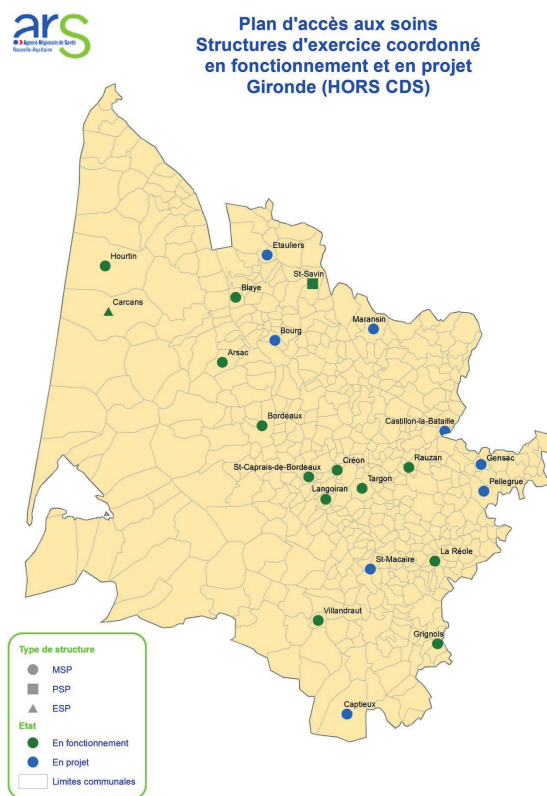 ars
Agence Régionale de Santé
Nouvelle-Aquitaine
Plan d'accès aux soins
Structures d'exercice coordonné
en fonctionnement et en projet
Gironde (HORS CDS)
Etauliers
Hourtin
St-Savin
Blaye
Carcans
Maransin
Bourg
Arsac
Bordeaux
Castillon-la-Bataille
Créon
Rauzan
Gensac
St-Caprais-de-Bordeaux
Targon
Langoiran
Pellegrue
La Réole
St-Macaire
Villandraut
Grignols
Captieux
Type de structure
MSP
PSP
ESP
Etat
En fonctionnement
En projet
Limites communales